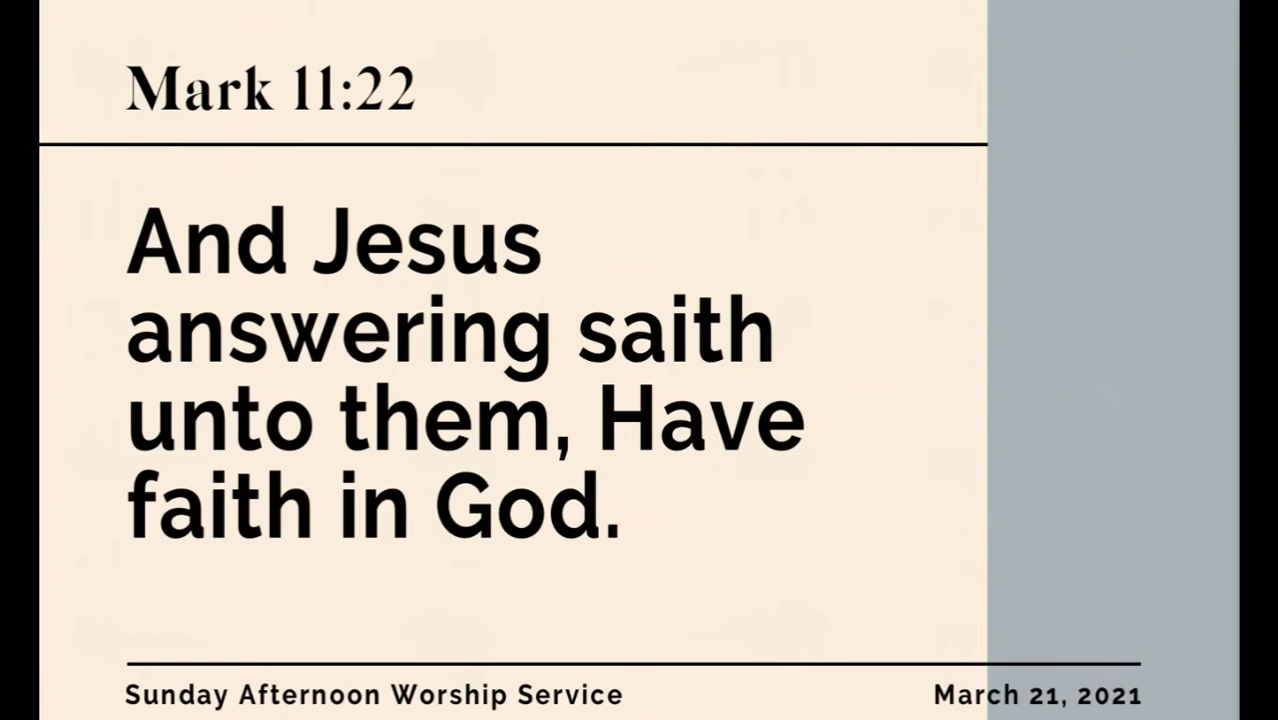 Mark 11:22
And Jesus
answering saith
unto them, Have
faith in God.
Sunday Afternoon Worship Service
March 21, 2021